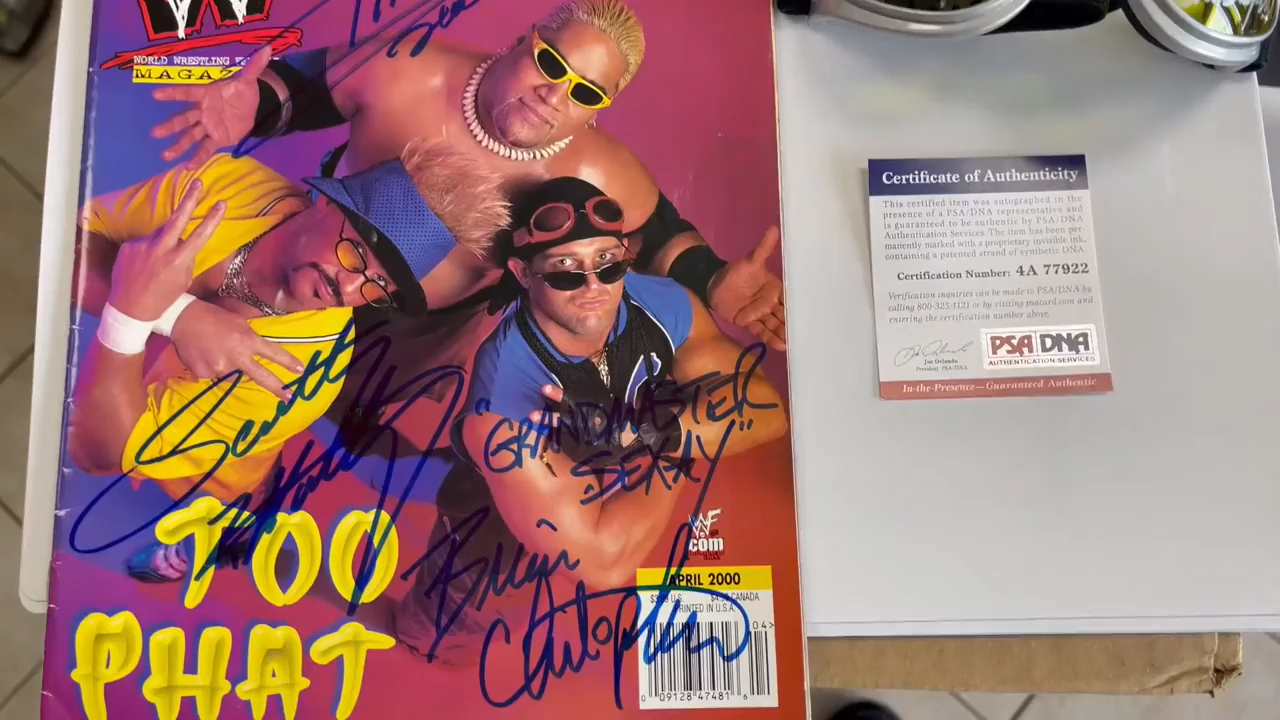 W
WORLD WRESTLING
MAGAZ
Scott
"GRANDMASTER
SEXAY"
Brian
Christopher
TOO
PHAT
WF
.com
APRIL 2000
CANADA
PRINTED IN U.S.A.
04>
0 09128 47481 6
Certificate of Authenticity
This certified item was autographed in the
presence of a PSA/DNA representative and
is guaranteed to be authentic by PSA/DNA
Authentication Services. The item has been per-
manently marked with a proprietary invisible ink,
containing a patented strand of synthetic DNA.
Certification Number: 4A 77922
Verification inquiries can be made to PSA/DNA by
calling 800-325-1121 or by visiting psacard.com and
entering the certification number above.
Joe Orlando
President, PSA/DNA
PSA DNA
AUTHENTICATION SERVICES
In-the-Presence—Guaranteed Authentic